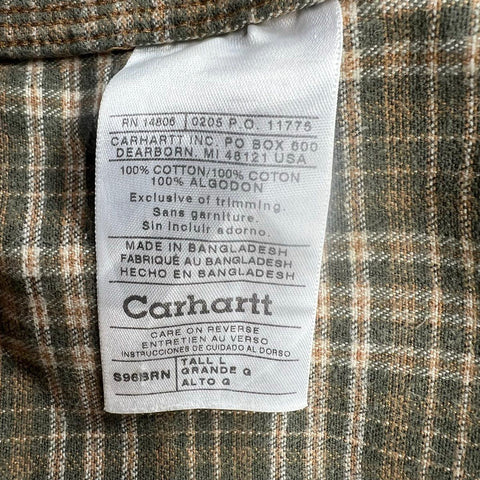 RN 14806 0205 P.O. 11775
CARHARTT INC. PO BOX 600
DEARBORN, MI 48121 USA
100% COTTON/100% COTON
100% ALGODON
Exclusive of trimming.
Sans garniture.
Sin incluir adorno.
MADE IN BANGLADESH
FABRIQUÉ AU BANGLADESH
HECHO EN BANGLADESH
Carhartt
CARE ON REVERSE
ENTRETIEN AU VERSO
INSTRUCCIONES DE CUIDADO AL DORSO
S96BRN TALL L
GRANDE G
ALTO G